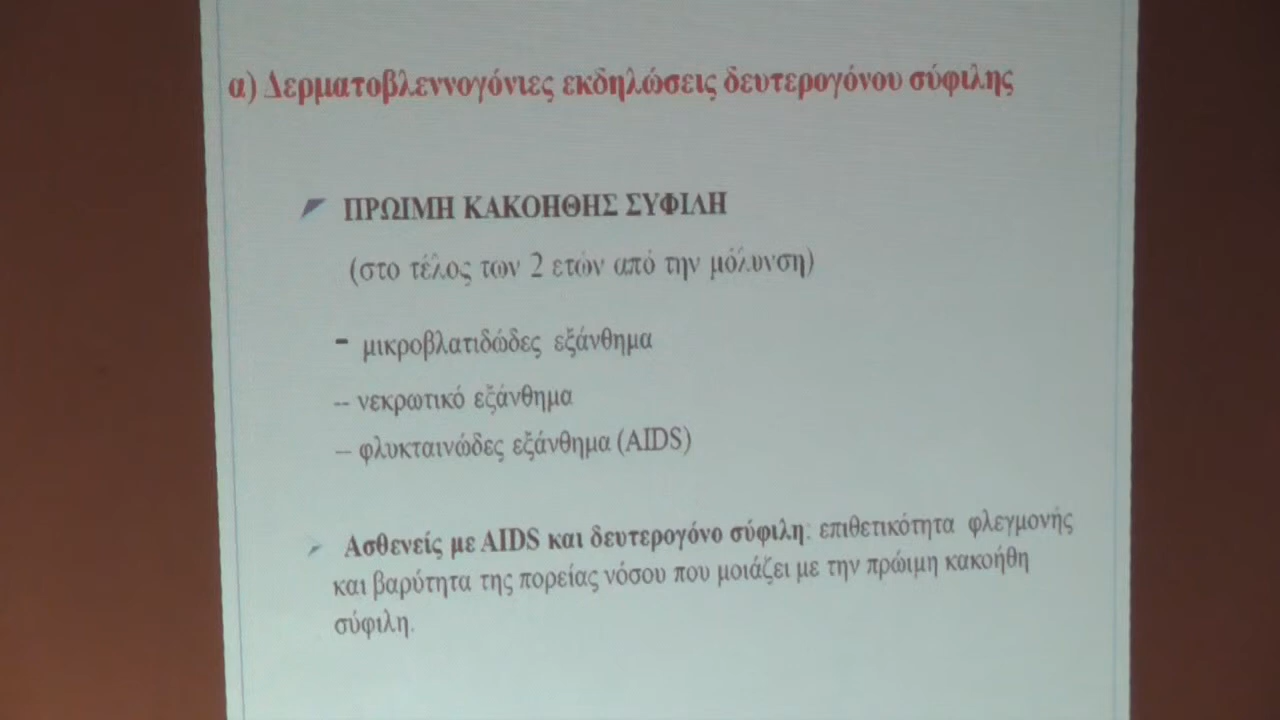 α) Δερματοβλεννογόνιες εκδηλώσεις δευτερογόνου σύφιλης
ΠΡΩΙΜΗ ΚΑΚΟΗΘΗΣ ΣΥΦΙΛΗ
(στο τέλος των 2 ετών από την μόλυνση)
- μικροβλατιδώδες εξάνθημα
-- νεκρωτικό εξάνθημα
-- φλυκταινώδες εξάνθημα (AIDS)
Ασθενείς με AIDS και δευτερογόνο σύφιλη: επιθετικότητα φλεγμονής
και βαρύτητα της πορείας νόσου που μοιάζει με την πρώιμη κακοήθη
σύφιλη.